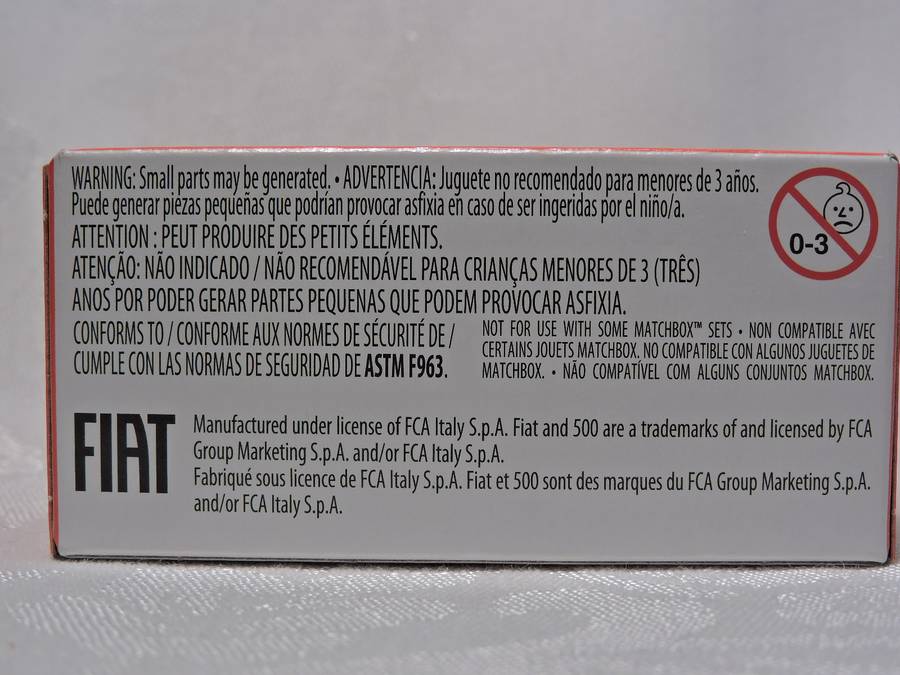 WARNING: Small parts may be generated. • ADVERTENCIA: Juguete no recomendado para menores de 3 años.
Puede generar piezas pequeñas que podrían provocar asfixia en caso de ser ingeridas por el niño/a.
ATTENTION : PEUT PRODUIRE DES PETITS ÉLÉMENTS.
ATENÇÃO: NÃO INDICADO / NÃO RECOMENDÁVEL PARA CRIANÇAS MENORES DE 3 (TRÊS)
ANOS POR PODER GERAR PARTES PEQUENAS QUE PODEM PROVOCAR ASFIXIA.
0-3
CONFORMS TO / CONFORME AUX NORMES DE SÉCURITÉ DE /
CUMPLE CON LAS NORMAS DE SEGURIDAD DE ASTM F963.
NOT FOR USE WITH SOME MATCHBOX™ SETS • NON COMPATIBLE AVEC
CERTAINS JOUETS MATCHBOX. NO COMPATIBLE CON ALGUNOS JUGUETES DE
MATCHBOX. • NÃO COMPATÍVEL COM ALGUNS CONJUNTOS MATCHBOX.
FIAT
Manufactured under license of FCA Italy S.p.A. Fiat and 500 are a trademarks of and licensed by FCA
Group Marketing S.p.A. and/or FCA Italy S.p.A.
Fabriqué sous licence de FCA Italy S.p.A. Fiat et 500 sont des marques du FCA Group Marketing S.p.A.
and/or FCA Italy S.p.A.